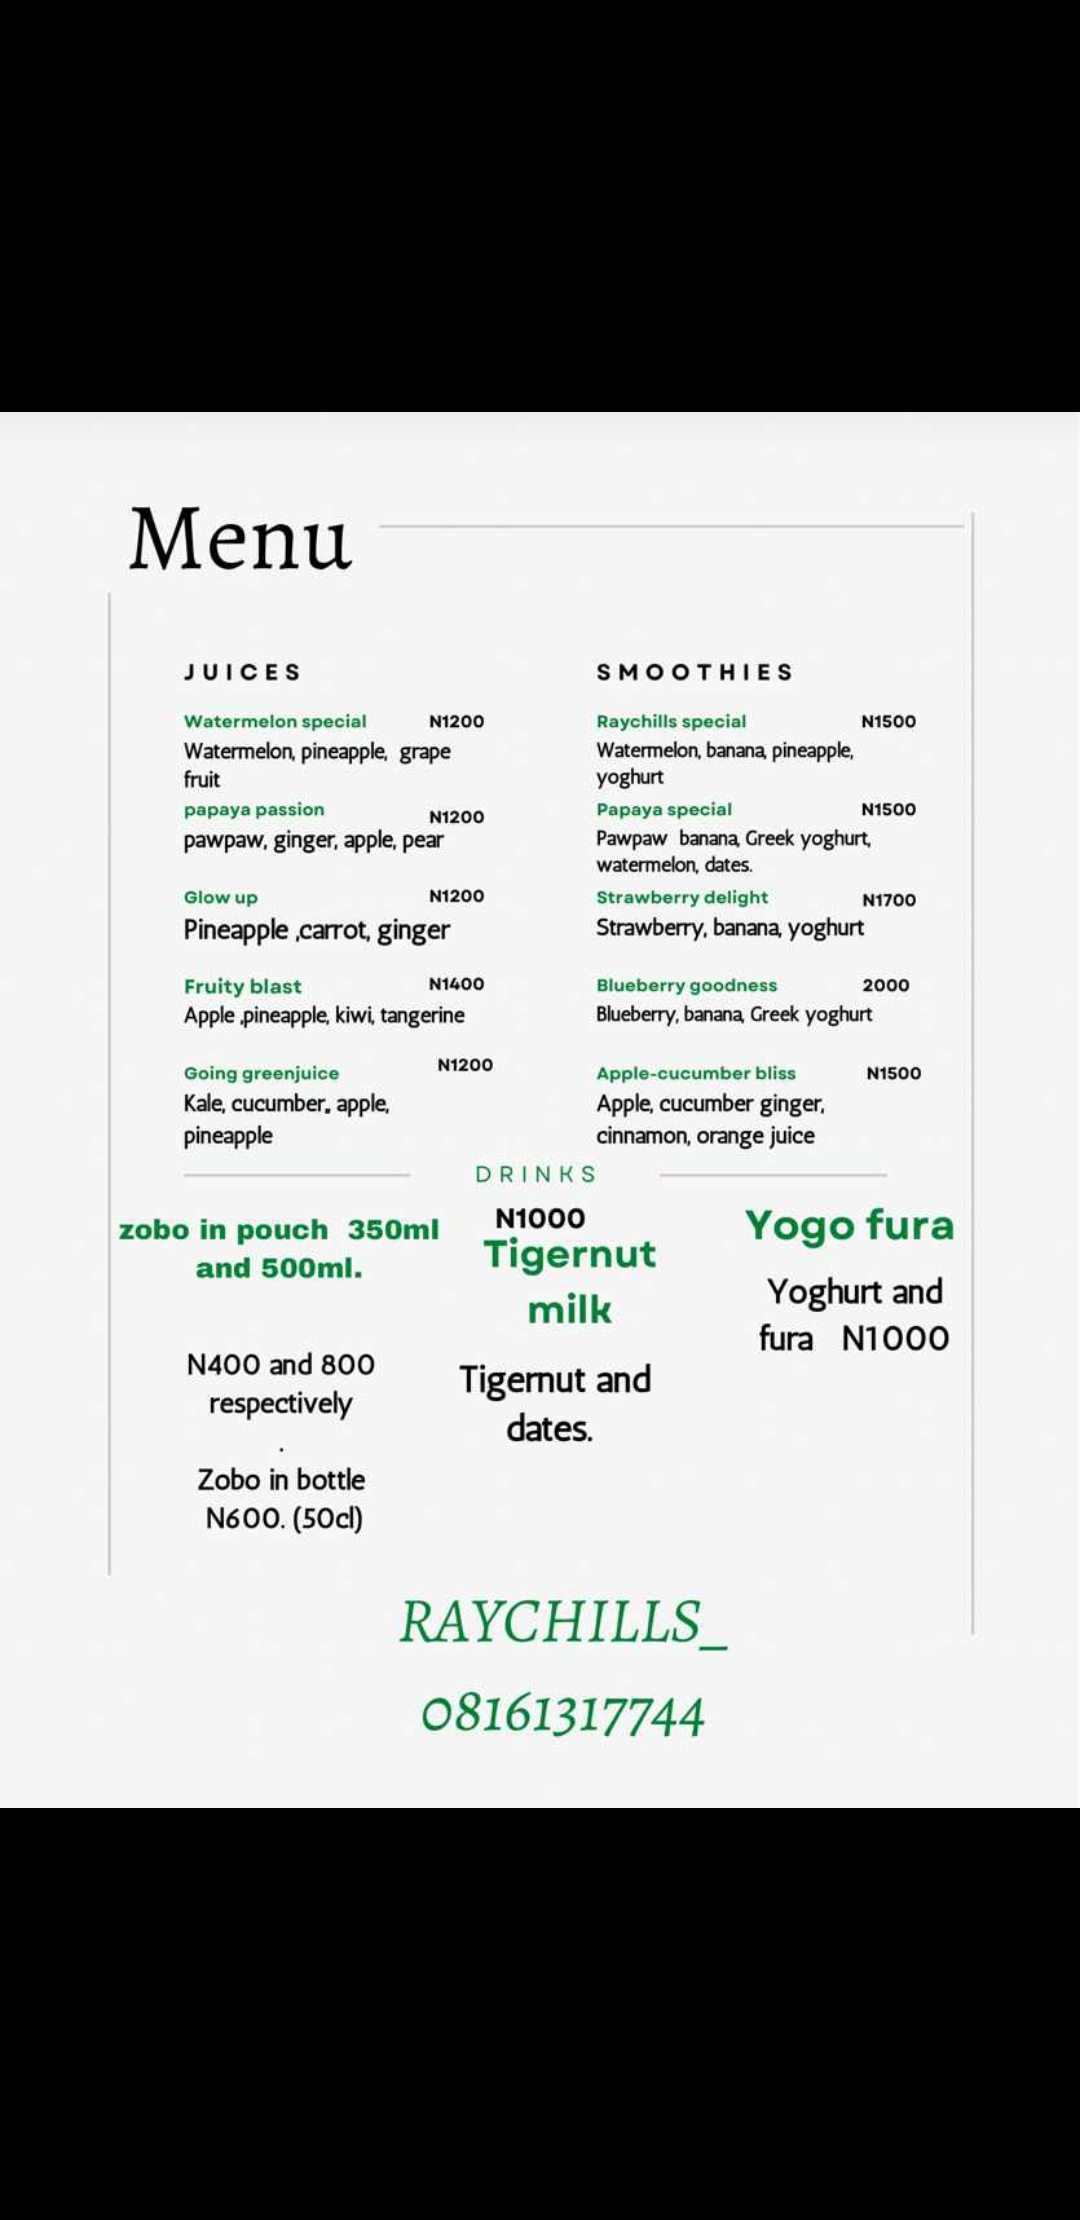 Menu
JUICES
Watermelon special N1200
Watermelon, pineapple, grape
fruit
papaya passion N1200
pawpaw, ginger, apple, pear
Glow up N1200
Pineapple ,carrot, ginger
Fruity blast N1400
Apple ,pineapple, kiwi, tangerine
Going greenjuice N1200
Kale, cucumber,, apple,
pineapple
SMOOTHIES
Raychills special N1500
Watermelon, banana, pineapple,
yoghurt
Papaya special N1500
Pawpaw banana, Greek yoghurt,
watermelon, dates.
Strawberry delight N1700
Strawberry, banana, yoghurt
Blueberry goodness 2000
Blueberry, banana, Greek yoghurt
Apple-cucumber bliss N1500
Apple, cucumber ginger,
cinnamon, orange juice
DRINKS
zobo in pouch 350ml
and 500ml.
N400 and 800
respectively
.
Zobo in bottle
N600. (50cl)
N1000
Tigernut
milk
Tigernut and
dates.
Yogo fura
Yoghurt and
fura N1000
RAYCHILLS_
08161317744